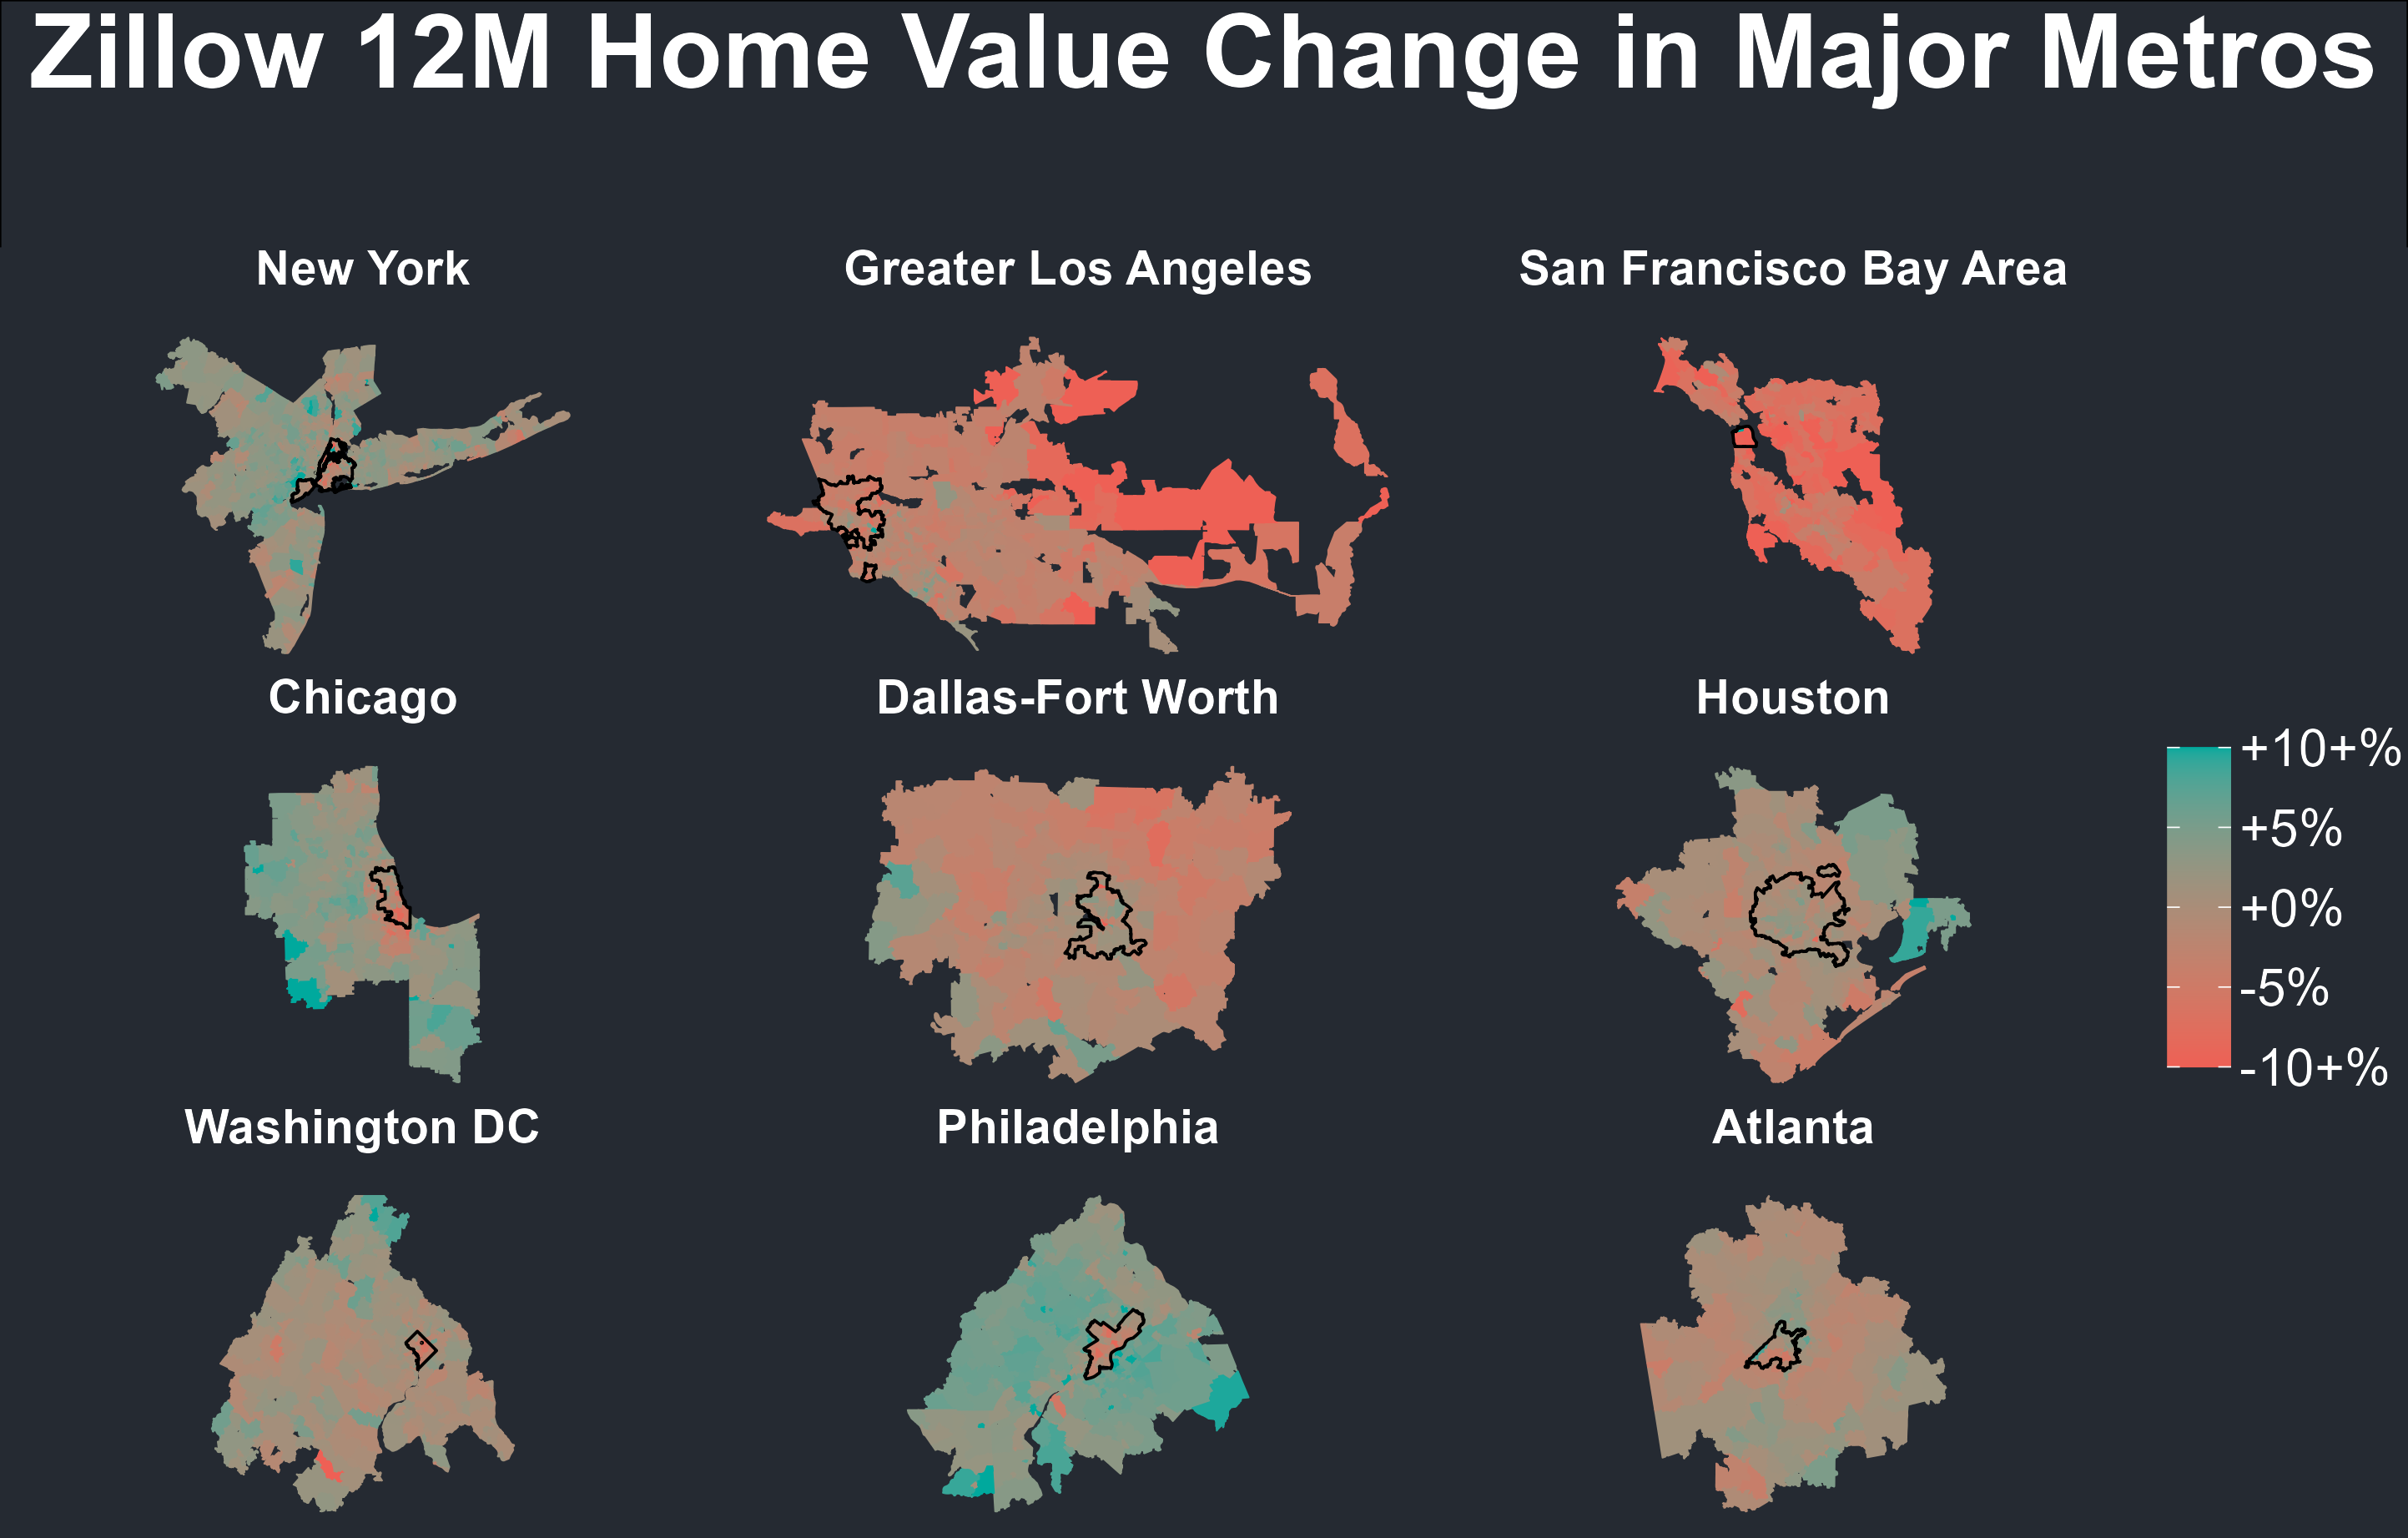 Zillow 12M Home Value Change in Major Metros
New York
Greater Los Angeles
San Francisco Bay Area
Chicago
Dallas-Fort Worth
Houston
+10+%
+5%
+0%
-5%
-10+%
Washington DC
Philadelphia
Atlanta